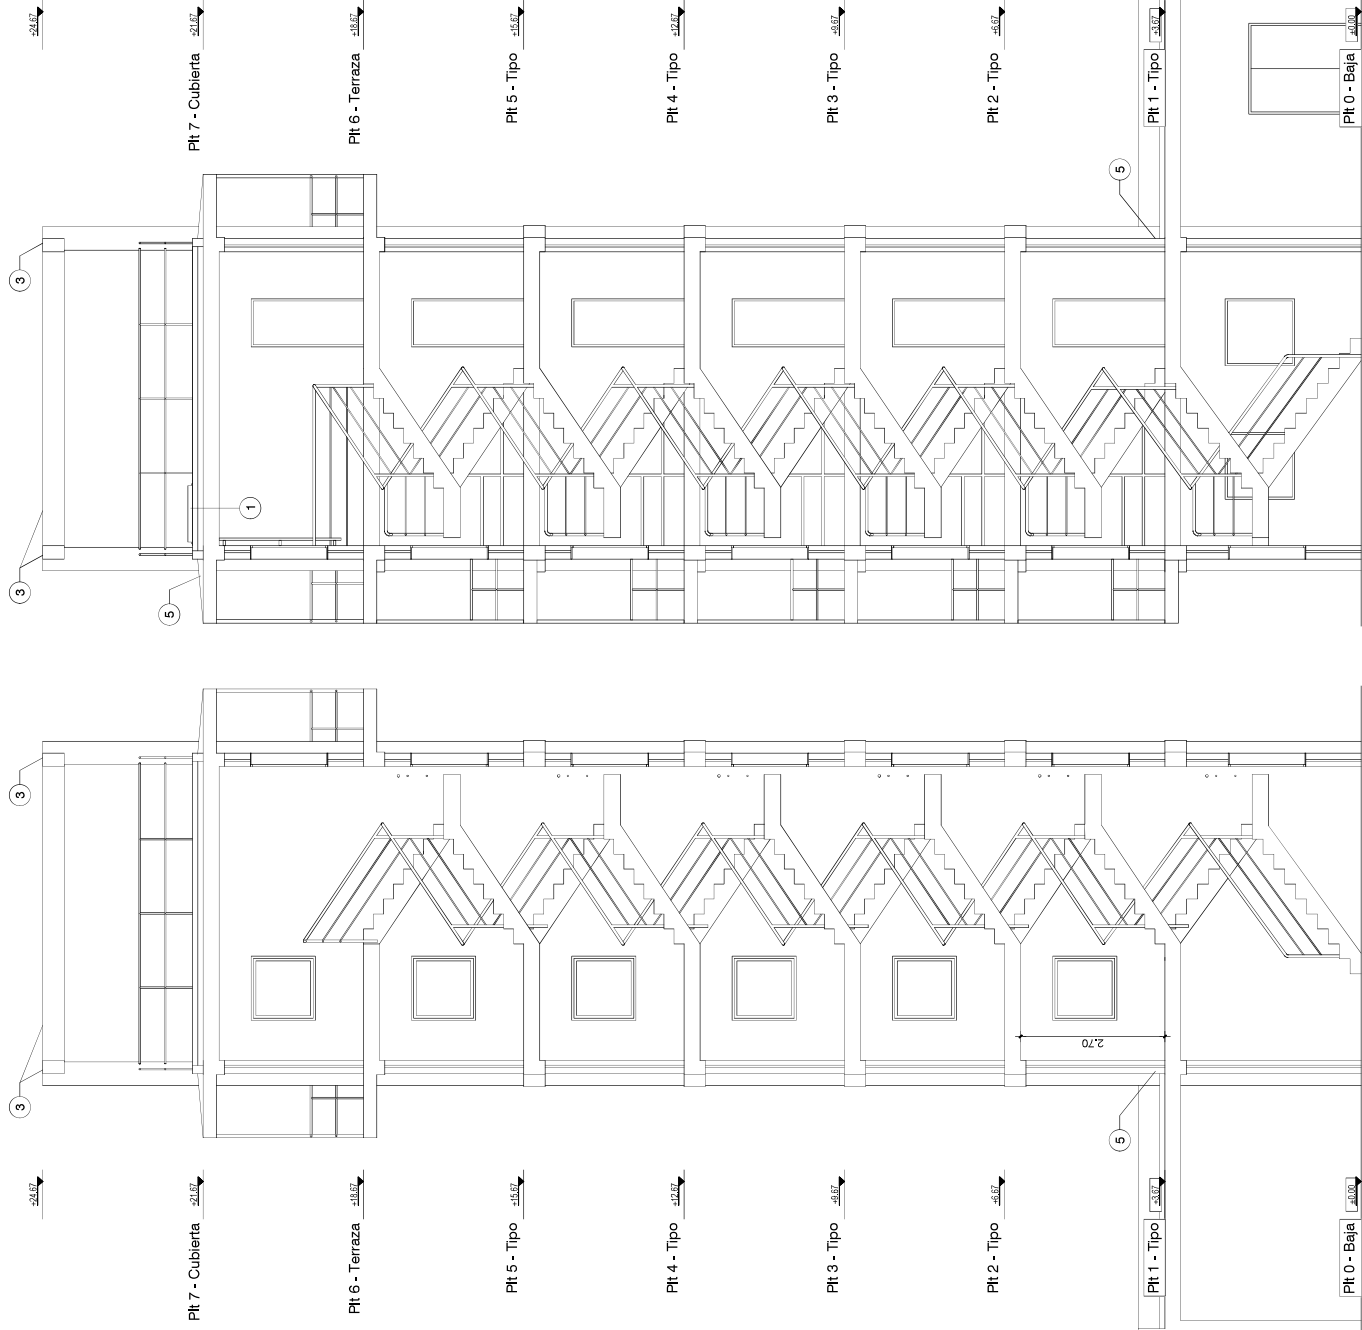 3 3 3 3
+24.67 +24.67
5
Plt 7 - Cubierta +21.67 Plt 7 - Cubierta +21.67
1
Plt 6 - Terraza +18.67 Plt 6 - Terraza +18.67
Plt 5 - Tipo +15.67 Plt 5 - Tipo +15.67
Plt 4 - Tipo +12.67 Plt 4 - Tipo +12.67
Plt 3 - Tipo +9.67 Plt 3 - Tipo +9.67
Plt 2 - Tipo +6.67 Plt 2 - Tipo +6.67
2.70
5 5
Plt 1 - Tipo +3.67 Plt 1 - Tipo +3.67
Plt 0 - Baja ±0.00 Plt 0 - Baja ±0.00